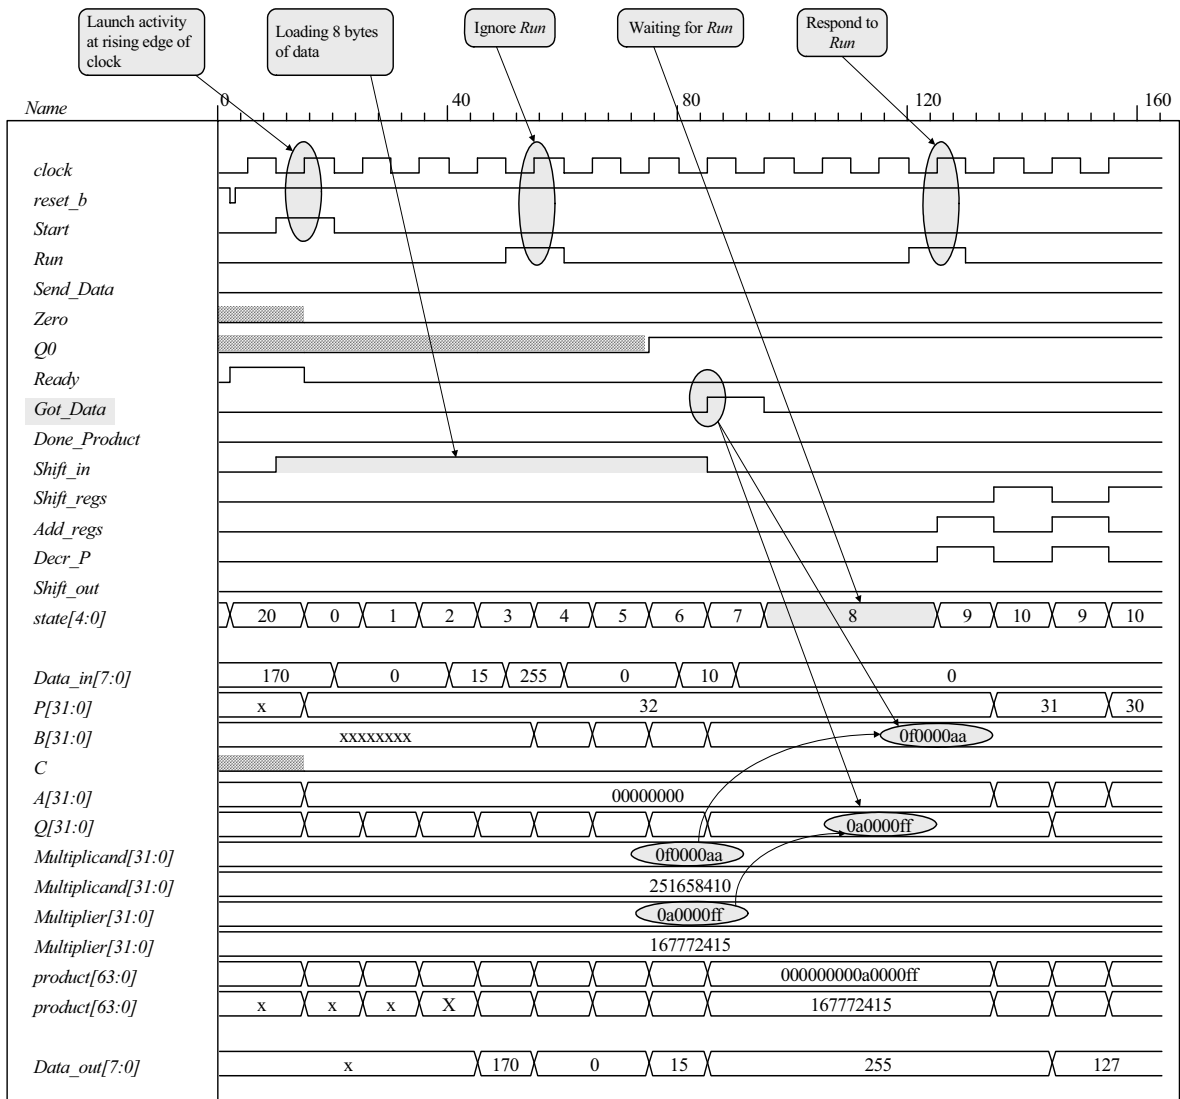 Launch activity
at rising edge of
clock
Loading 8 bytes
of data
Ignore Run
Waiting for Run
Respond to
Run
Name
0 40 80 120 160
clock
reset_b
Start
Run
Send_Data
Zero
Q0
Ready
Got_Data
Done_Product
Shift_in
Shift_regs
Add_regs
Decr_P
Shift_out
state[4:0] 20 0 1 2 3 4 5 6 7 8 9 10 9 10
Data_in[7:0] 170 0 15 255 0 10 0
P[31:0] x 32 31 30
B[31:0] xxxxxxxx 0f0000aa
C
A[31:0] 00000000
Q[31:0] 0a0000ff
Multiplicand[31:0] 0f0000aa
Multiplicand[31:0] 251658410
Multiplier[31:0] 0a0000ff
Multiplier[31:0] 167772415
product[63:0] 000000000a0000ff
product[63:0] x x x X 167772415
Data_out[7:0] x 170 0 15 255 127